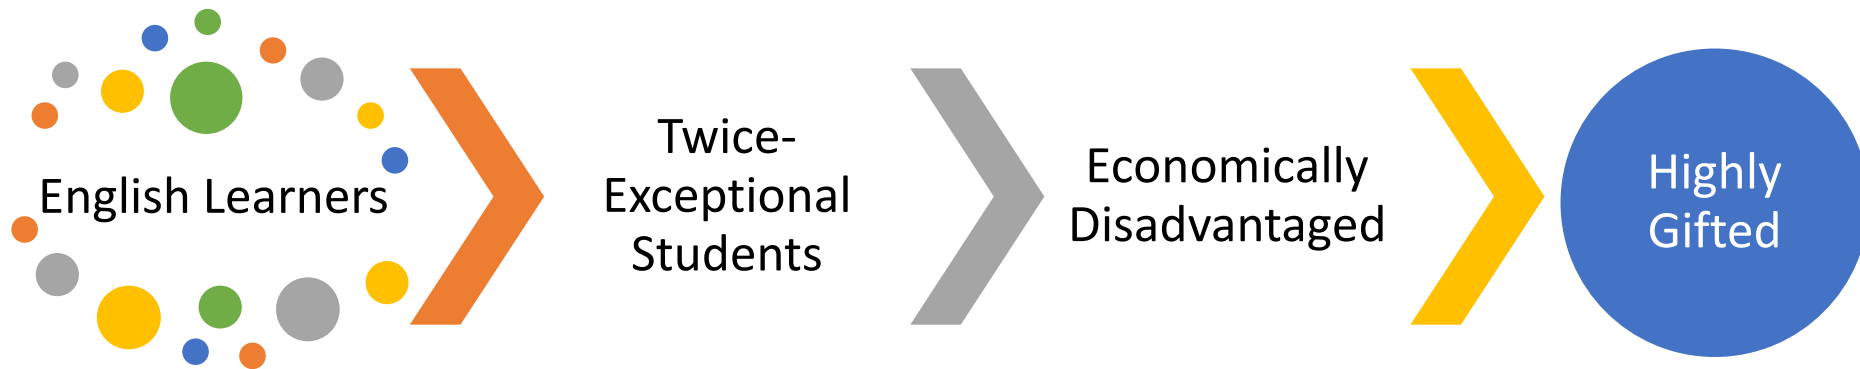 English Learners
Twice-
Exceptional
Students
Economically
Disadvantaged
Highly
Gifted